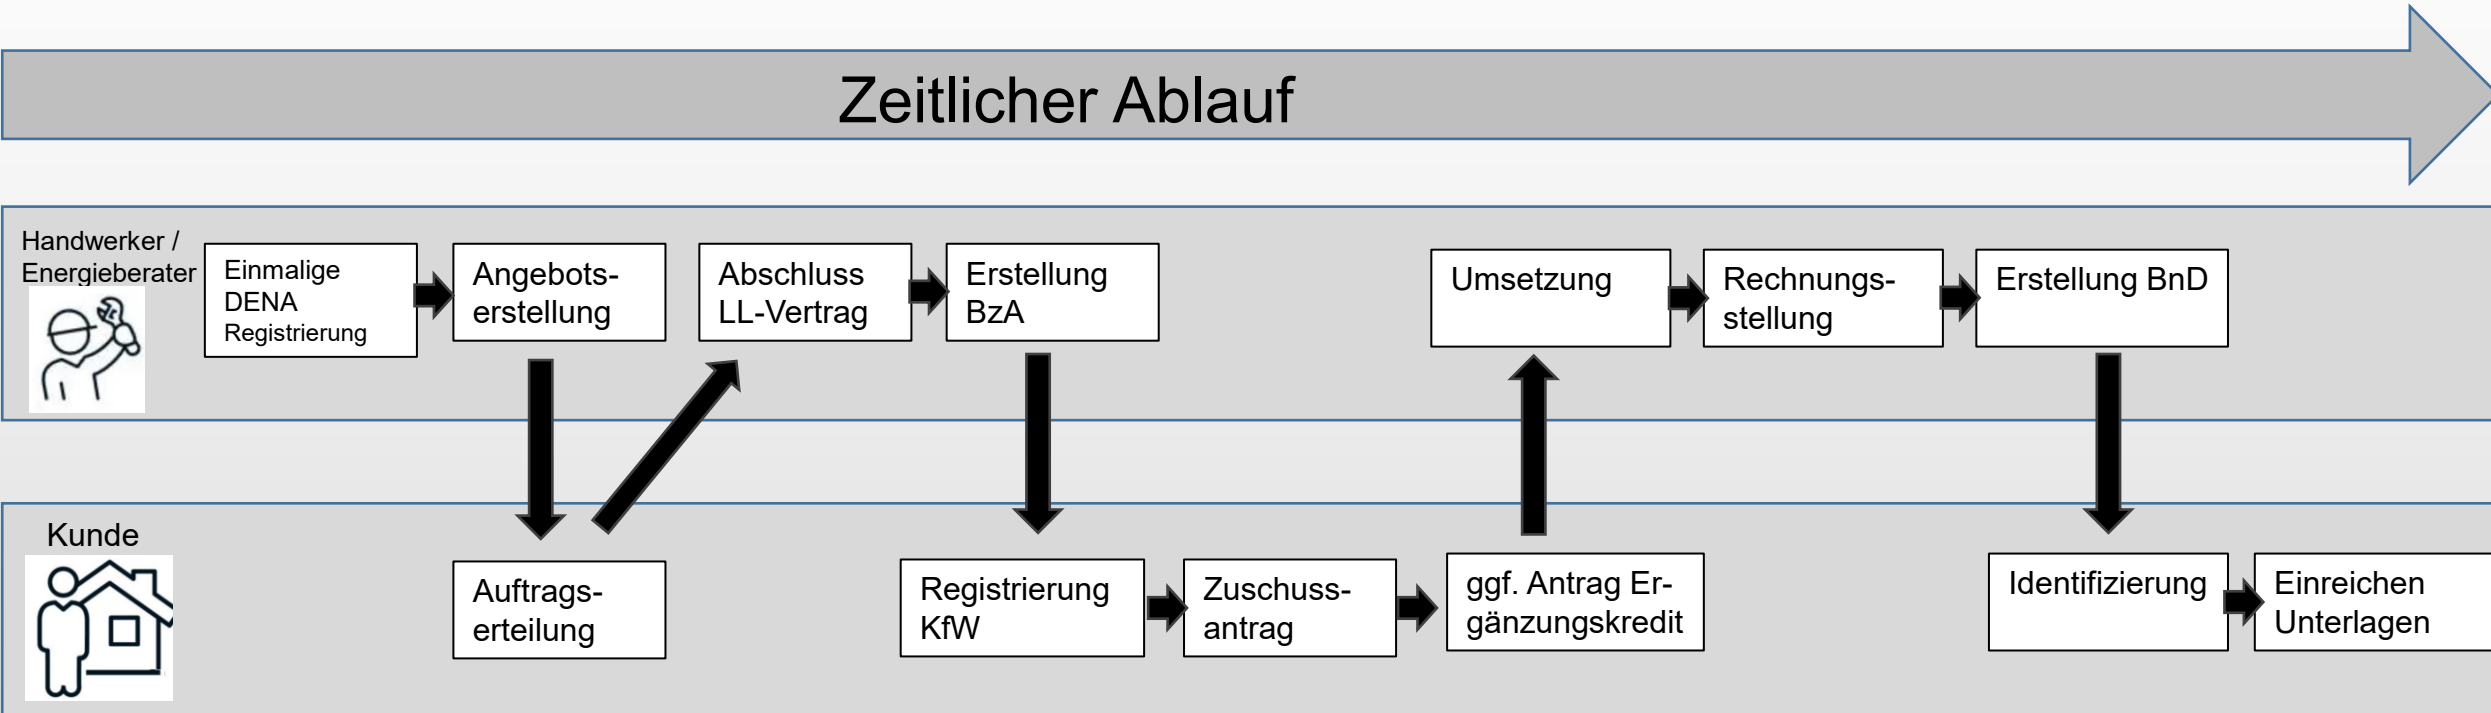 Zeitlicher Ablauf
Handwerker /
Energieberater
Einmalige
DENA
Registrierung
Angebots-
erstellung
Abschluss
LL-Vertrag
Erstellung
BzA
Umsetzung
Rechnungs-
stellung
Erstellung BnD
Kunde
Auftrags-
erteilung
Registrierung
KfW
Zuschuss-
antrag
ggf. Antrag Er-
gänzungskredit
Identifizierung
Einreichen
Unterlagen